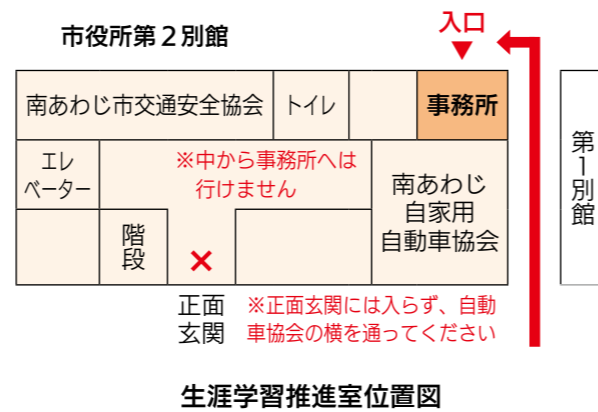 市役所第２別館
入口
南あわじ市交通安全協会
トイレ
事務所
エレ
ベーター
※中から事務所へは
行けません
南あわじ
自家用
自動車協会
第１別館
階段
×
正面
玄関
※正面玄関には入らず、自動
車協会の横を通ってください
生涯学習推進室位置図